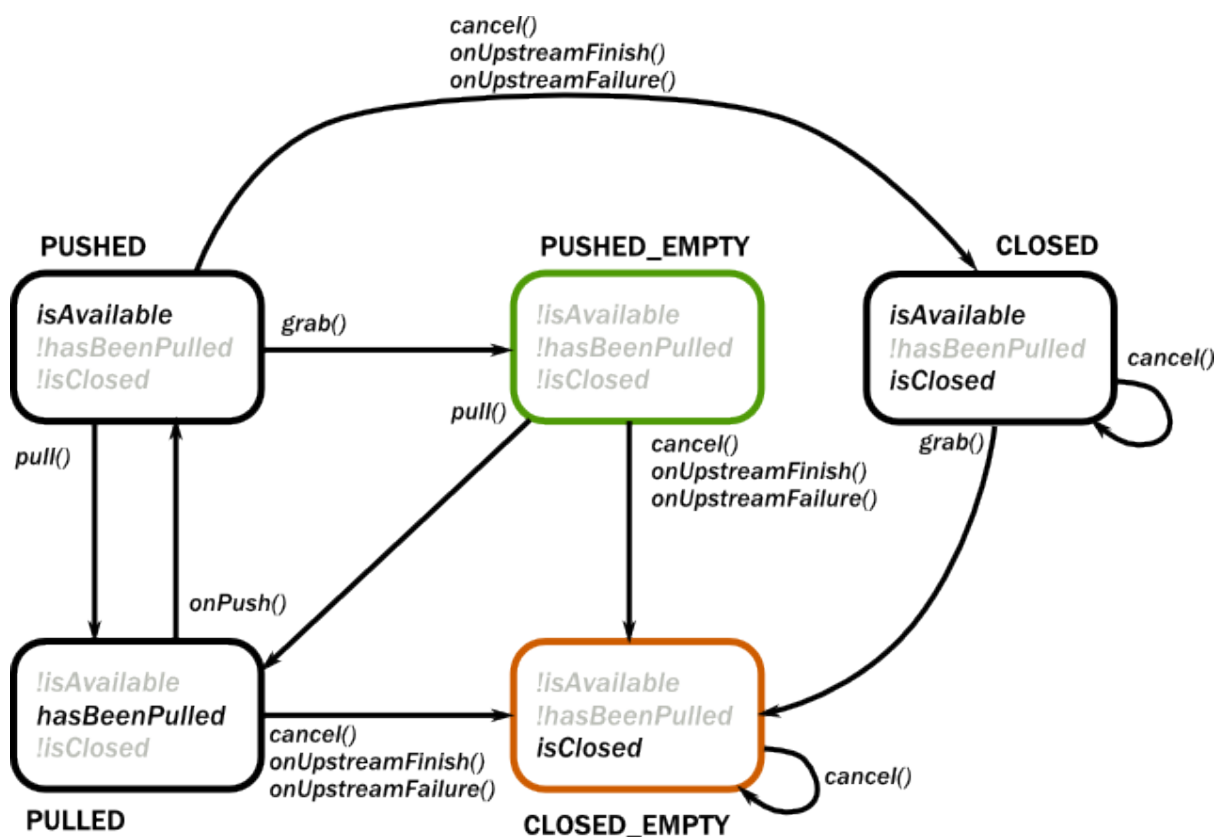 cancel()
onUpstreamFinish()
onUpstreamFailure()
PUSHED
PUSHED_EMPTY
CLOSED
isAvailable
!hasBeenPulled
!isClosed
grab()
!isAvailable
!hasBeenPulled
!isClosed
isAvailable
!hasBeenPulled
isClosed
cancel()
pull()
pull()
cancel()
onUpstreamFinish()
onUpstreamFailure()
grab()
onPush()
!isAvailable
hasBeenPulled
!isClosed
cancel()
onUpstreamFinish()
onUpstreamFailure()
!isAvailable
!hasBeenPulled
isClosed
cancel()
PULLED
CLOSED_EMPTY